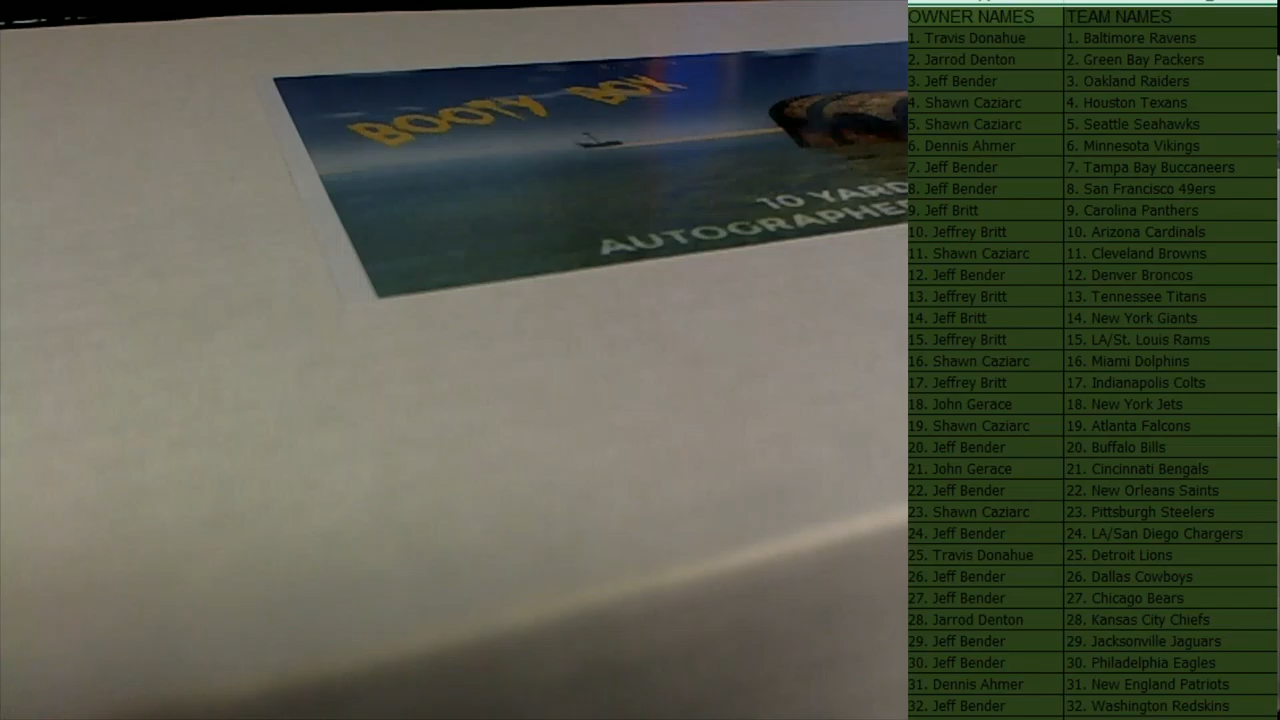 BOOTY BOX
10 YARD
AUTOGRAPHE
OWNER NAMES TEAM NAMES
1. Travis Donahue 1. Baltimore Ravens
2. Jarrod Denton 2. Green Bay Packers
3. Jeff Bender 3. Oakland Raiders
4. Shawn Caziarc 4. Houston Texans
5. Shawn Caziarc 5. Seattle Seahawks
6. Dennis Ahmer 6. Minnesota Vikings
7. Jeff Bender 7. Tampa Bay Buccaneers
8. Jeff Bender 8. San Francisco 49ers
9. Jeff Britt 9. Carolina Panthers
10. Jeffrey Britt 10. Arizona Cardinals
11. Shawn Caziarc 11. Cleveland Browns
12. Jeff Bender 12. Denver Broncos
13. Jeffrey Britt 13. Tennessee Titans
14. Jeff Britt 14. New York Giants
15. Jeffrey Britt 15. LA/St. Louis Rams
16. Shawn Caziarc 16. Miami Dolphins
17. Jeffrey Britt 17. Indianapolis Colts
18. John Gerace 18. New York Jets
19. Shawn Caziarc 19. Atlanta Falcons
20. Jeff Bender 20. Buffalo Bills
21. John Gerace 21. Cincinnati Bengals
22. Jeff Bender 22. New Orleans Saints
23. Shawn Caziarc 23. Pittsburgh Steelers
24. Jeff Bender 24. LA/San Diego Chargers
25. Travis Donahue 25. Detroit Lions
26. Jeff Bender 26. Dallas Cowboys
27. Jeff Bender 27. Chicago Bears
28. Jarrod Denton 28. Kansas City Chiefs
29. Jeff Bender 29. Jacksonville Jaguars
30. Jeff Bender 30. Philadelphia Eagles
31. Dennis Ahmer 31. New England Patriots
32. Jeff Bender 32. Washington Redskins